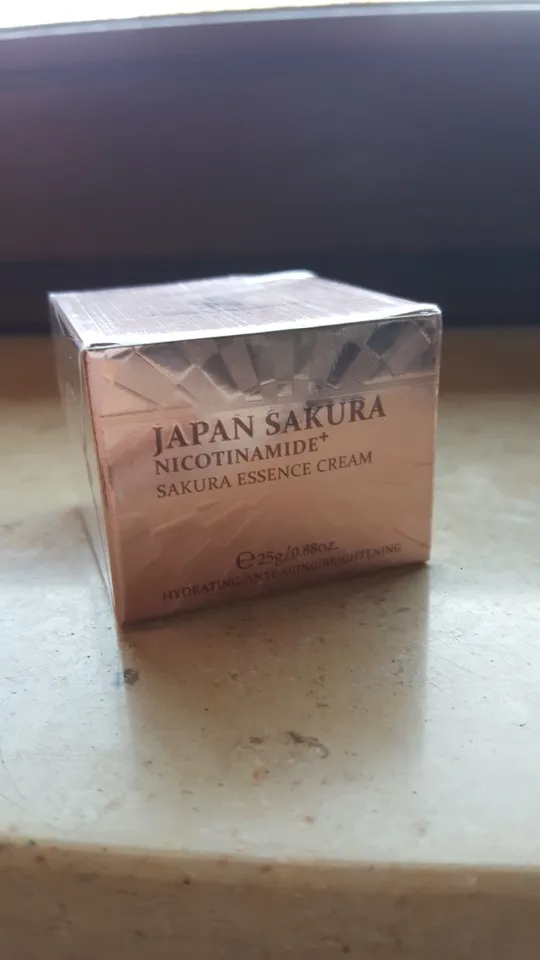 JAPAN SAKURA
NICOTINAMIDE+
SAKURA ESSENCE CREAM
℮25g/0.88oz.
HYDRATING/ANTI-AGING/BRIGHTENING